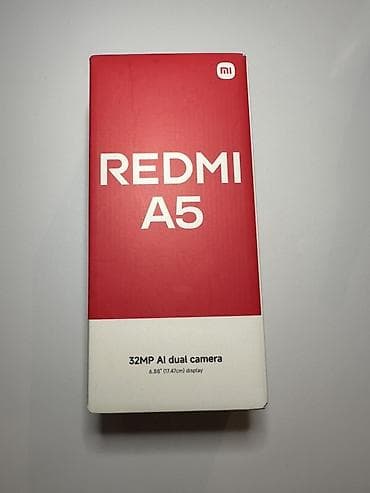 mi
REDMI
A5
32MP AI dual camera
6.88" (17.47cm) display